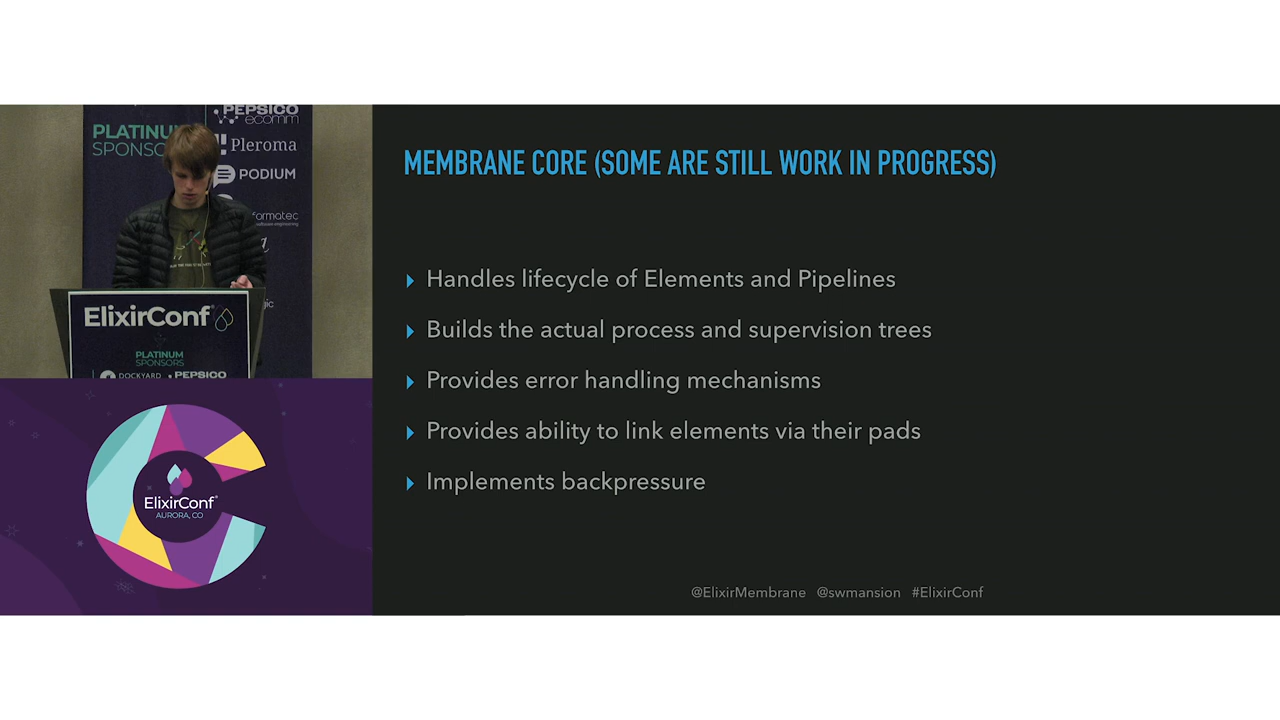 PEPSICO
ecomm
PLATINUM
SPONSO
Pleroma
PODIUM
formatec
ElixirConf
PLATINUM
SPONSORS
DOCKYARD
PEPSICO
ElixirConf
AURORA, CO
MEMBRANE CORE (SOME ARE STILL WORK IN PROGRESS)
Handles lifecycle of Elements and Pipelines
Builds the actual process and supervision trees
Provides error handling mechanisms
Provides ability to link elements via their pads
Implements backpressure
@ElixirMembrane @swmansion #ElixirConf